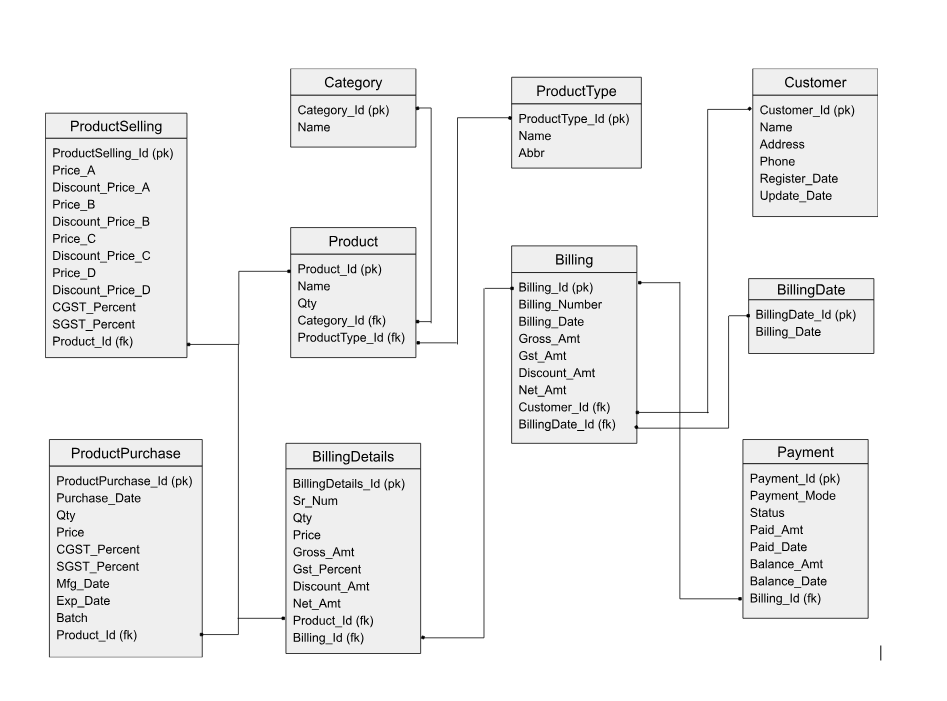 Category
Category_Id (pk)
Name
ProductType
ProductType_Id (pk)
Name
Abbr
Customer
Customer_Id (pk)
Name
Address
Phone
Register_Date
Update_Date
ProductSelling
ProductSelling_Id (pk)
Price_A
Discount_Price_A
Price_B
Discount_Price_B
Price_C
Discount_Price_C
Price_D
Discount_Price_D
CGST_Percent
SGST_Percent
Product_Id (fk)
Product
Product_Id (pk)
Name
Qty
Category_Id (fk)
ProductType_Id (fk)
Billing
Billing_Id (pk)
Billing_Number
Billing_Date
Gross_Amt
Gst_Amt
Discount_Amt
Net_Amt
Customer_Id (fk)
BillingDate_Id (fk)
BillingDate
BillingDate_Id (pk)
Billing_Date
ProductPurchase
ProductPurchase_Id (pk)
Purchase_Date
Qty
Price
CGST_Percent
SGST_Percent
Mfg_Date
Exp_Date
Batch
Product_Id (fk)
BillingDetails
BillingDetails_Id (pk)
Sr_Num
Qty
Price
Gross_Amt
Gst_Percent
Discount_Amt
Net_Amt
Product_Id (fk)
Billing_Id (fk)
Payment
Payment_Id (pk)
Payment_Mode
Status
Paid_Amt
Paid_Date
Balance_Amt
Balance_Date
Billing_Id (fk)